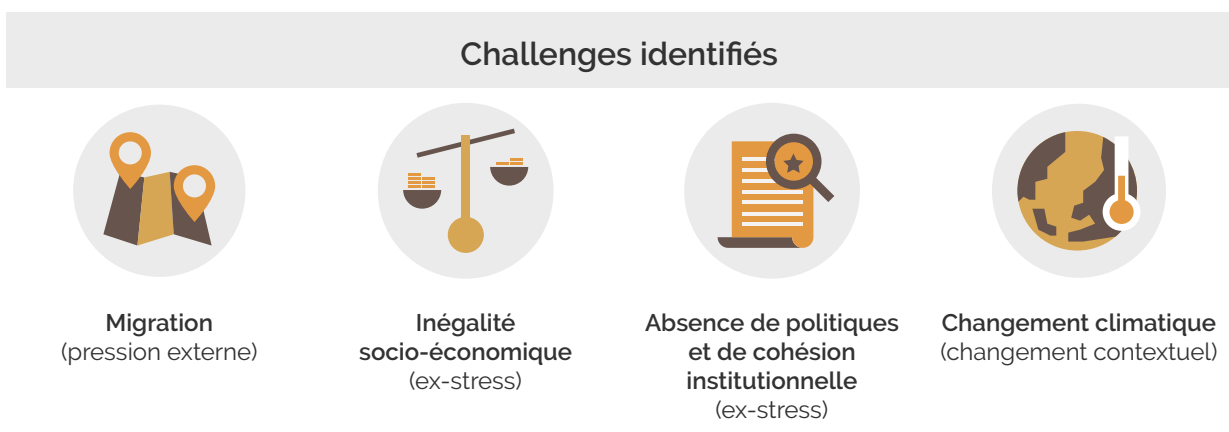 Challenges identifiés
Migration
(pression externe)
Inégalité
socio-économique
(ex-stress)
Absence de politiques
et de cohésion
institutionnelle
(ex-stress)
Changement climatique
(changement contextuel)